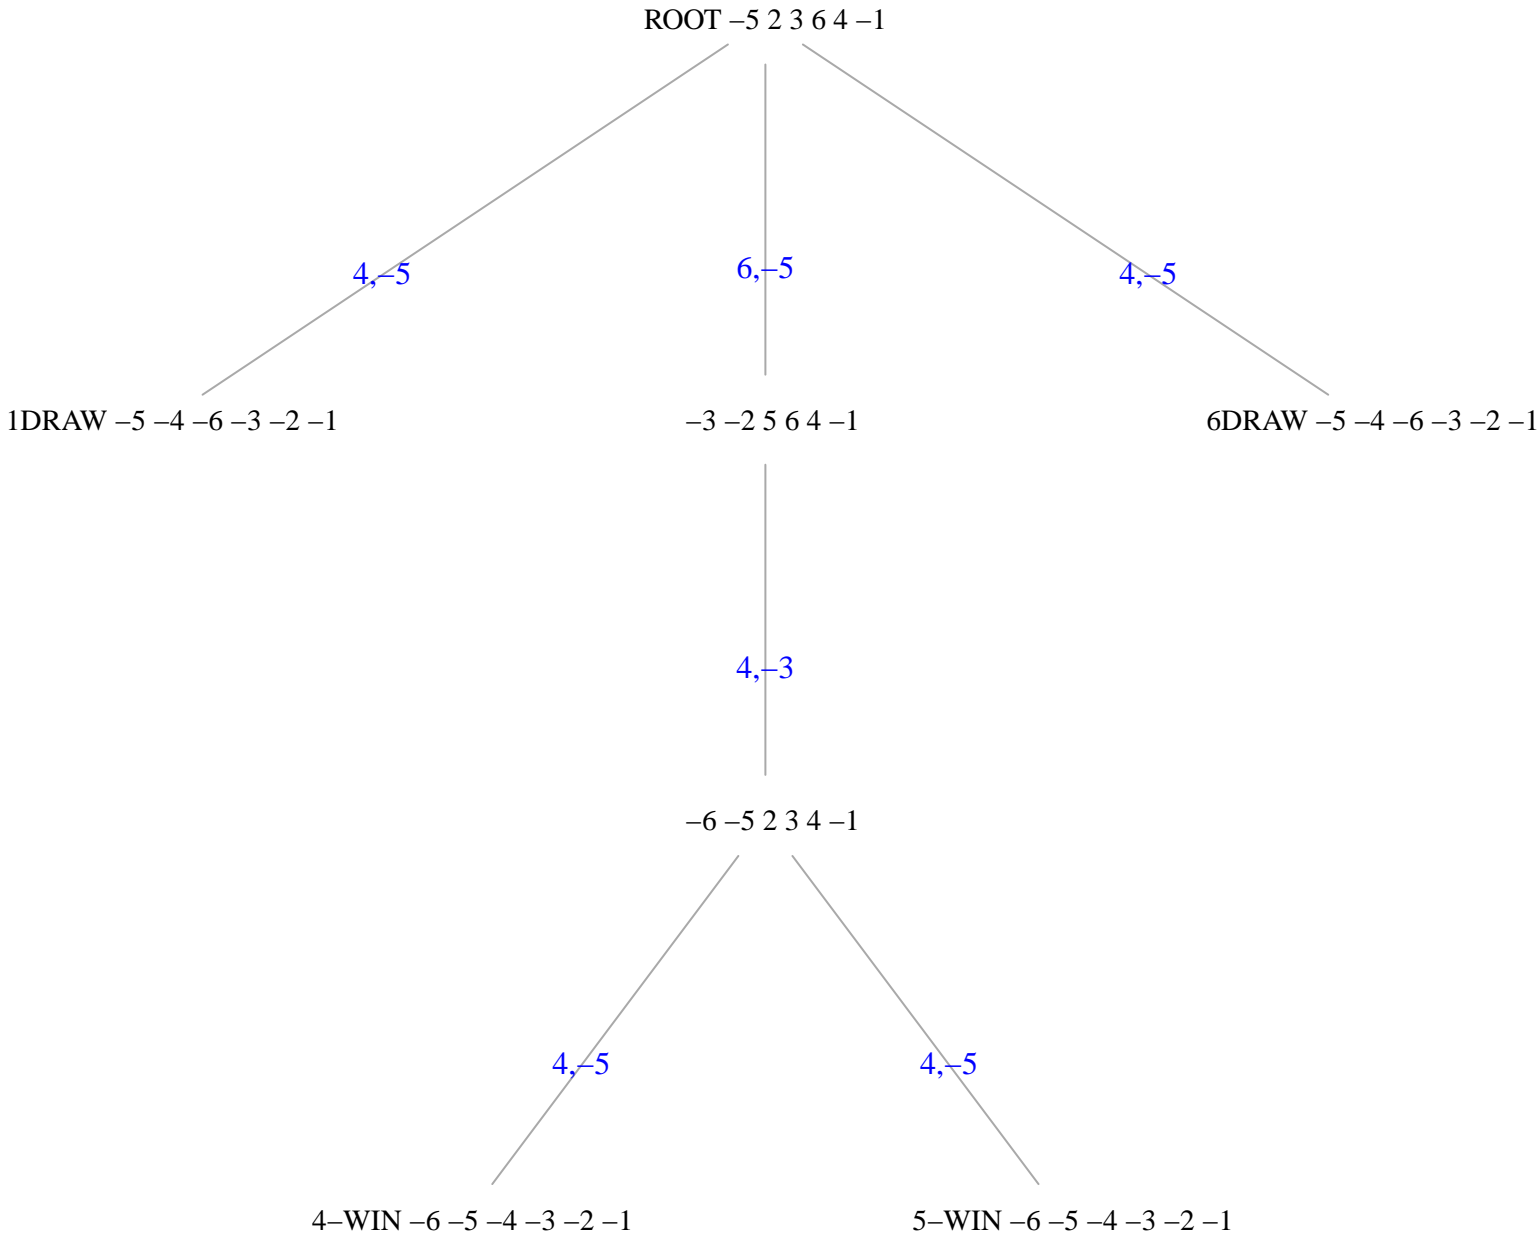 ROOT –5 2 3 6 4 –1
4,–5
6,–5
4,–5
1DRAW –5 –4 –6 –3 –2 –1
–3 –2 5 6 4 –1
6DRAW –5 –4 –6 –3 –2 –1
4,–3
–6 –5 2 3 4 –1
4,–5
4,–5
4–WIN –6 –5 –4 –3 –2 –1
5–WIN –6 –5 –4 –3 –2 –1